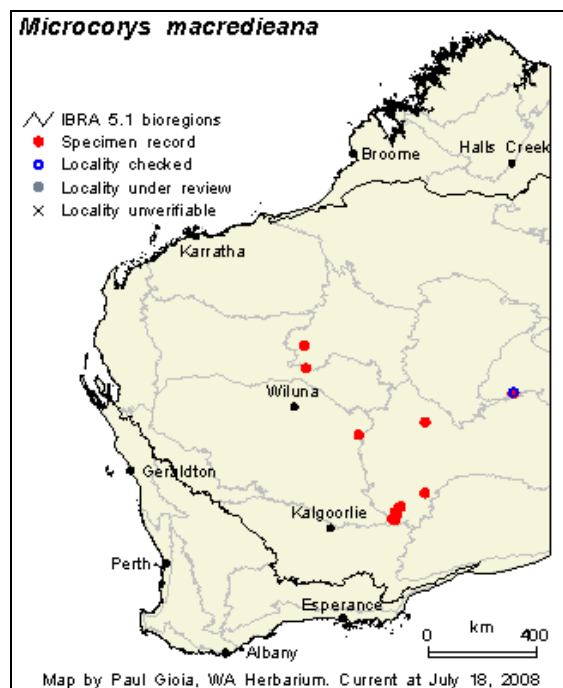 Microcorys macredieana
IBRA 5.1 bioregions
Specimen record
Locality checked
Locality under review
Locality unverifiable
Broome
Halls Creek
Karratha
Wiluna
Geraldton
Kalgoorlie
Perth
Esperance
Albany
km
0 400
Map by Paul Gioia, WA Herbarium. Current at July 18, 2008